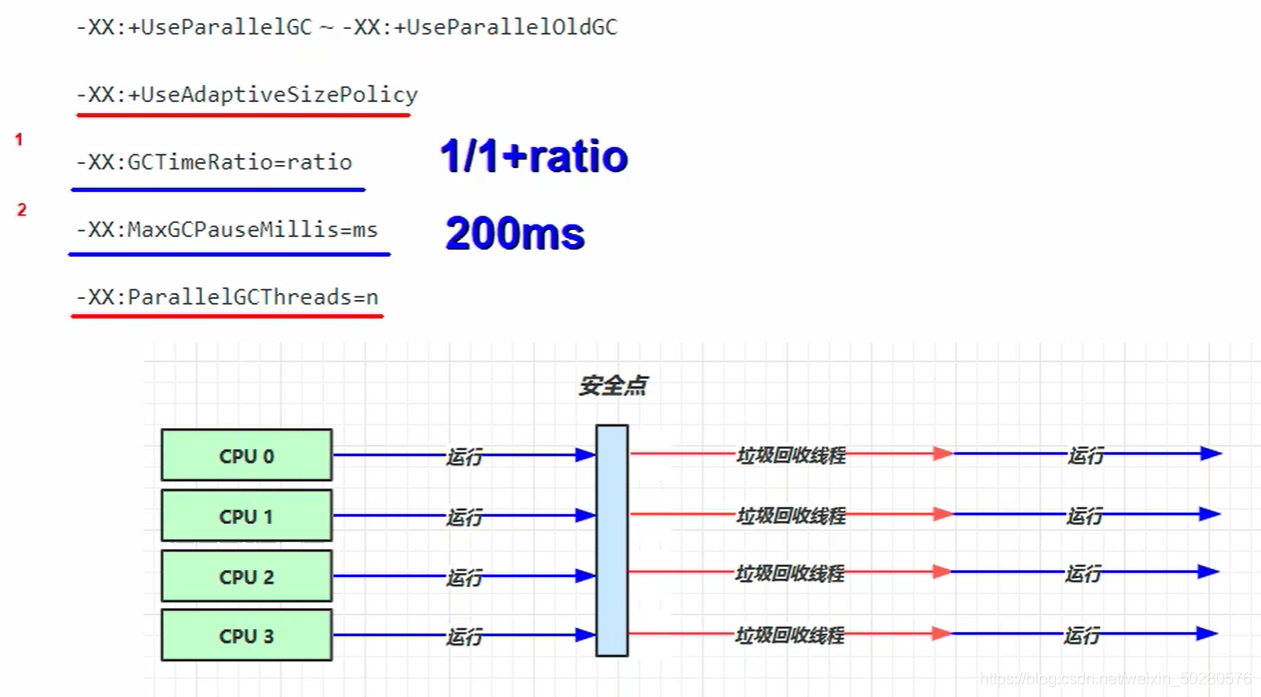 -XX:+UseParallelGC ~ -XX:+UseParallelOldGC
-XX:+UseAdaptiveSizePolicy
1
-XX:GCTimeRatio=ratio 1/1+ratio
2
-XX:MaxGCPauseMillis=ms 200ms
-XX:ParallelGCThreads=n
安全点
CPU 0 运行 垃圾回收线程 运行
CPU 1 运行 垃圾回收线程 运行
CPU 2 运行 垃圾回收线程 运行
CPU 3 运行 垃圾回收线程 运行
https://blog.csdn.net/weixin_50280576